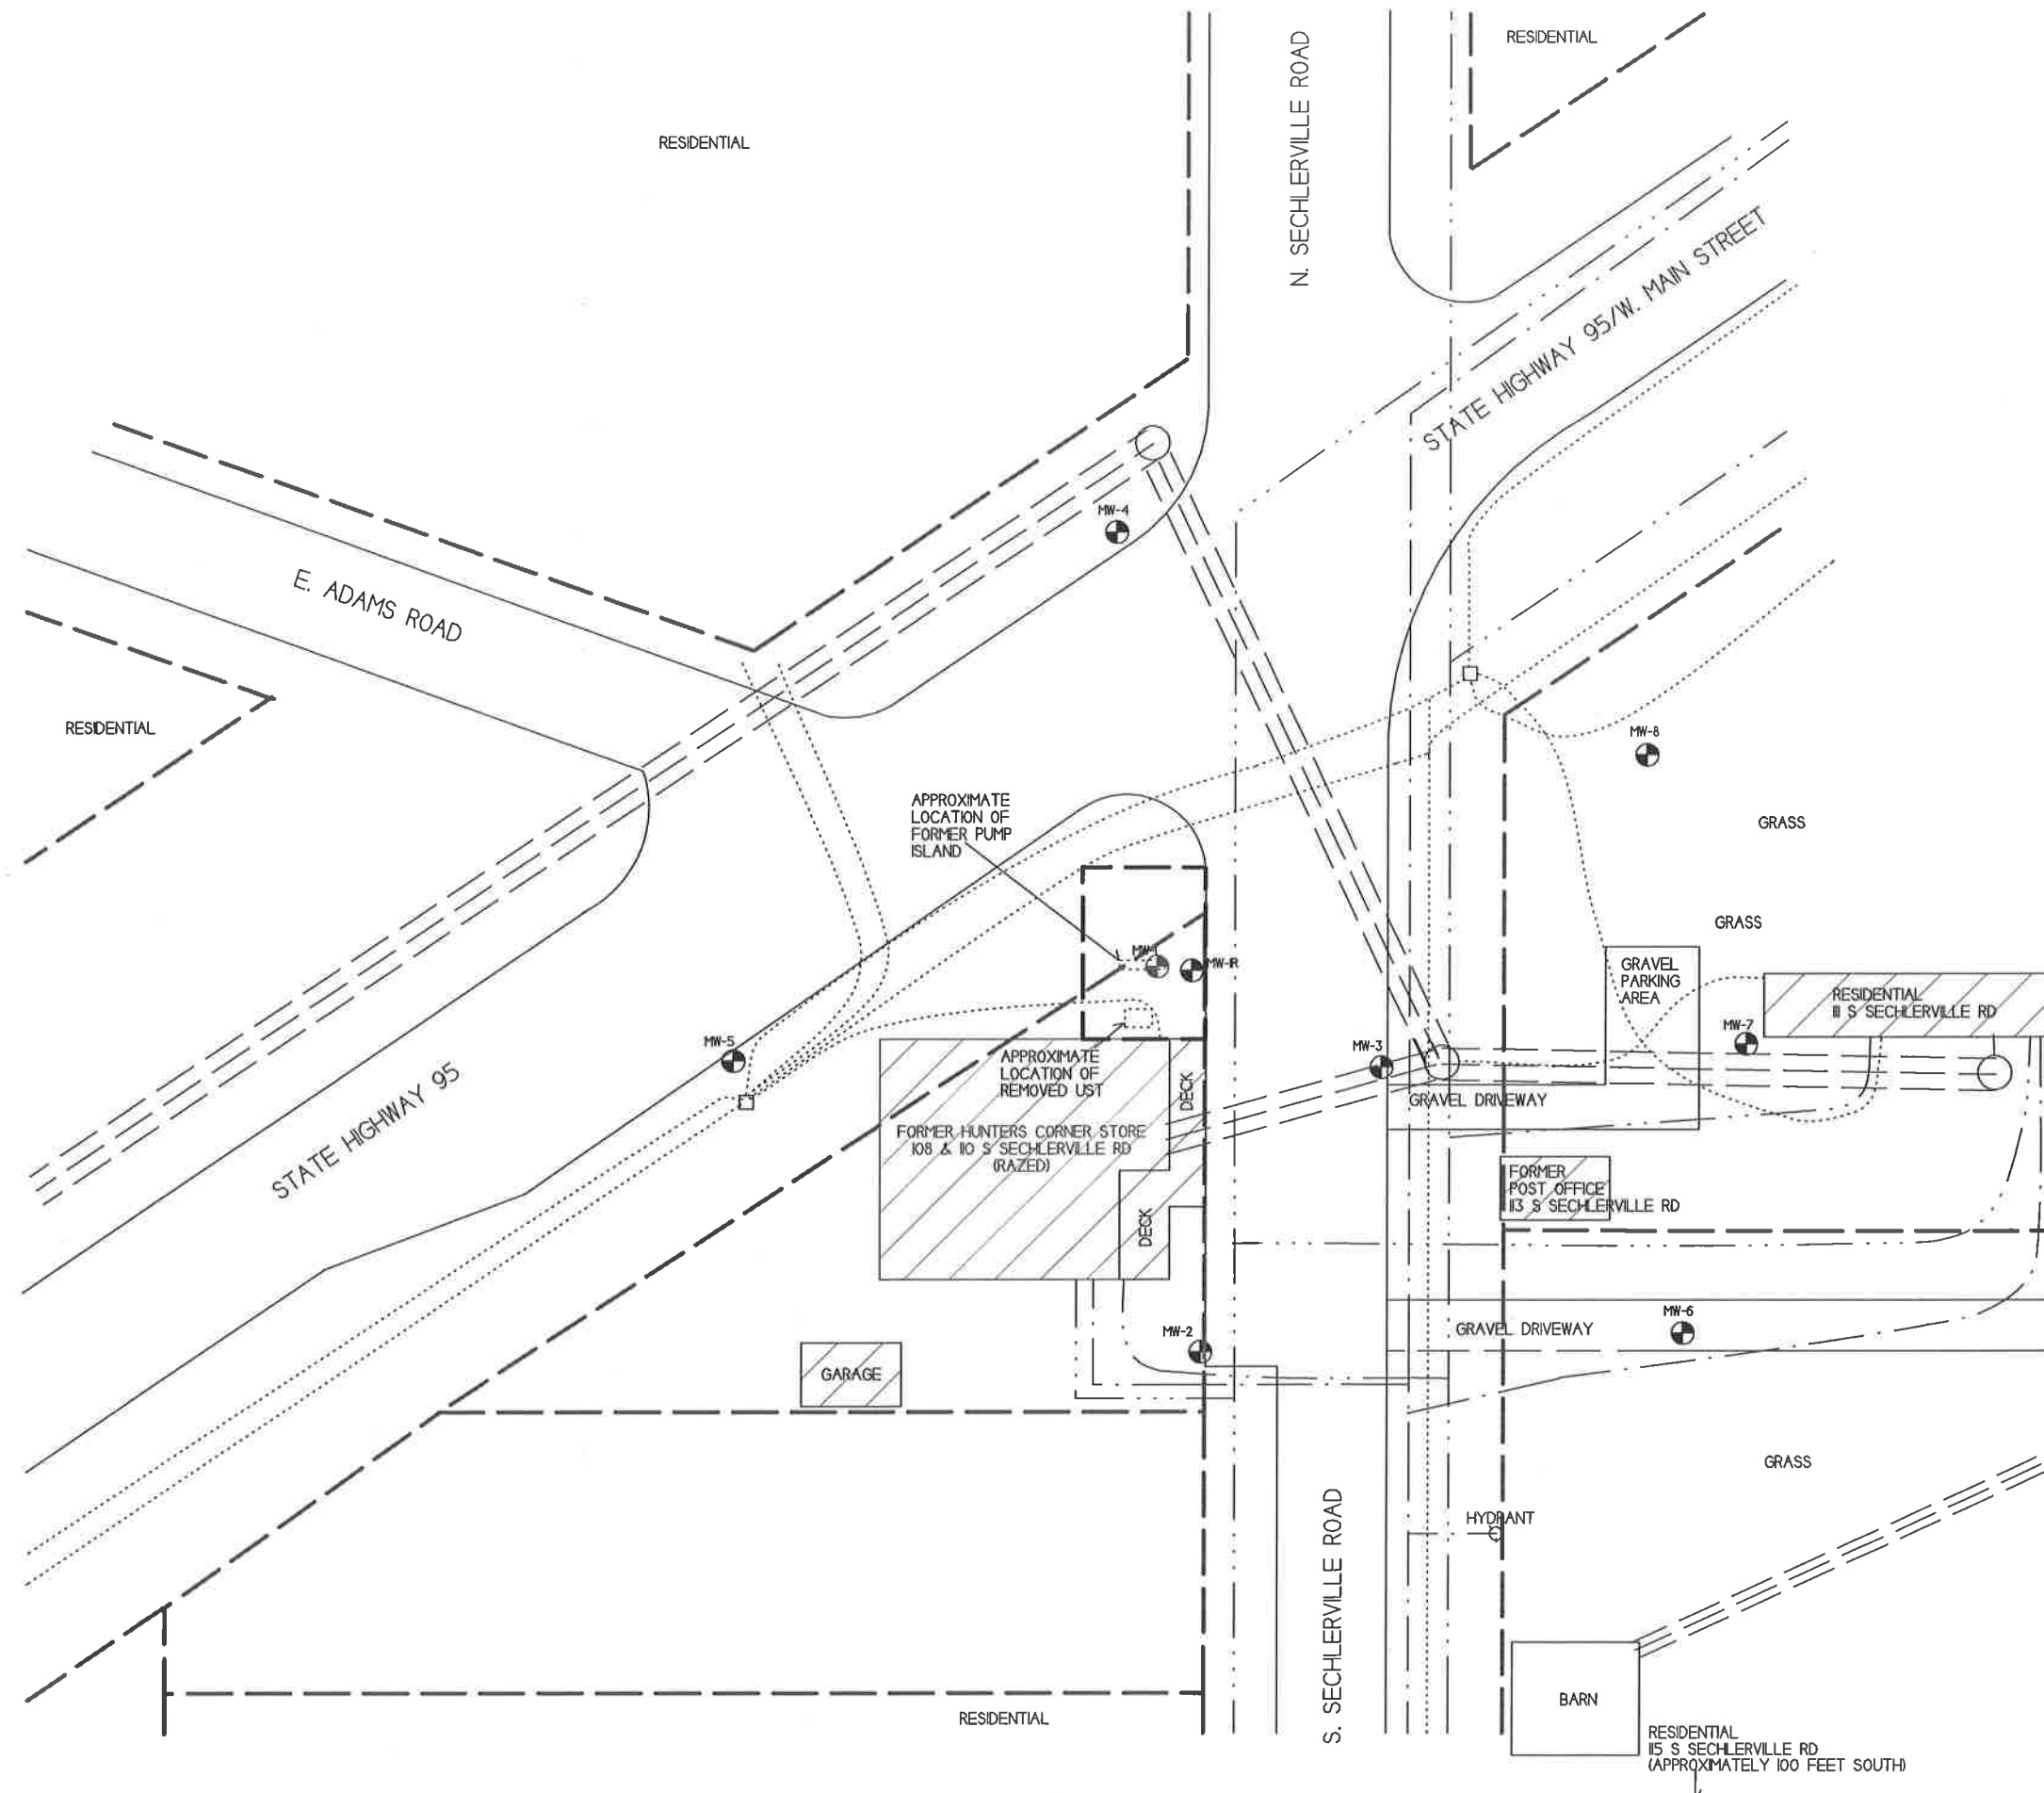 RESIDENTIAL
N. SECHLERVILLE ROAD
RESIDENTIAL
STATE HIGHWAY 95/W. MAIN STREET
MW-4
E. ADAMS ROAD
RESIDENTIAL
MW-8
APPROXIMATE
LOCATION OF
FORMER PUMP
ISLAND
GRASS
GRASS
MW-1
MW-1R
GRAVEL
PARKING
AREA
RESIDENTIAL
111 S SECHLERVILLE RD
MW-7
MW-5
MW-3
APPROXIMATE
LOCATION OF
REMOVED UST
DECK
GRAVEL DRIVEWAY
STATE HIGHWAY 95
FORMER HUNTERS CORNER STORE
108 & 110 S SECHLERVILLE RD
(RAZED)
FORMER
POST OFFICE
113 S SECHLERVILLE RD
DECK
MW-6
GRAVEL DRIVEWAY
MW-2
GARAGE
GRASS
HYDRANT
S. SECHLERVILLE ROAD
BARN
RESIDENTIAL
RESIDENTIAL
115 S SECHLERVILLE RD
(APPROXIMATELY 100 FEET SOUTH)